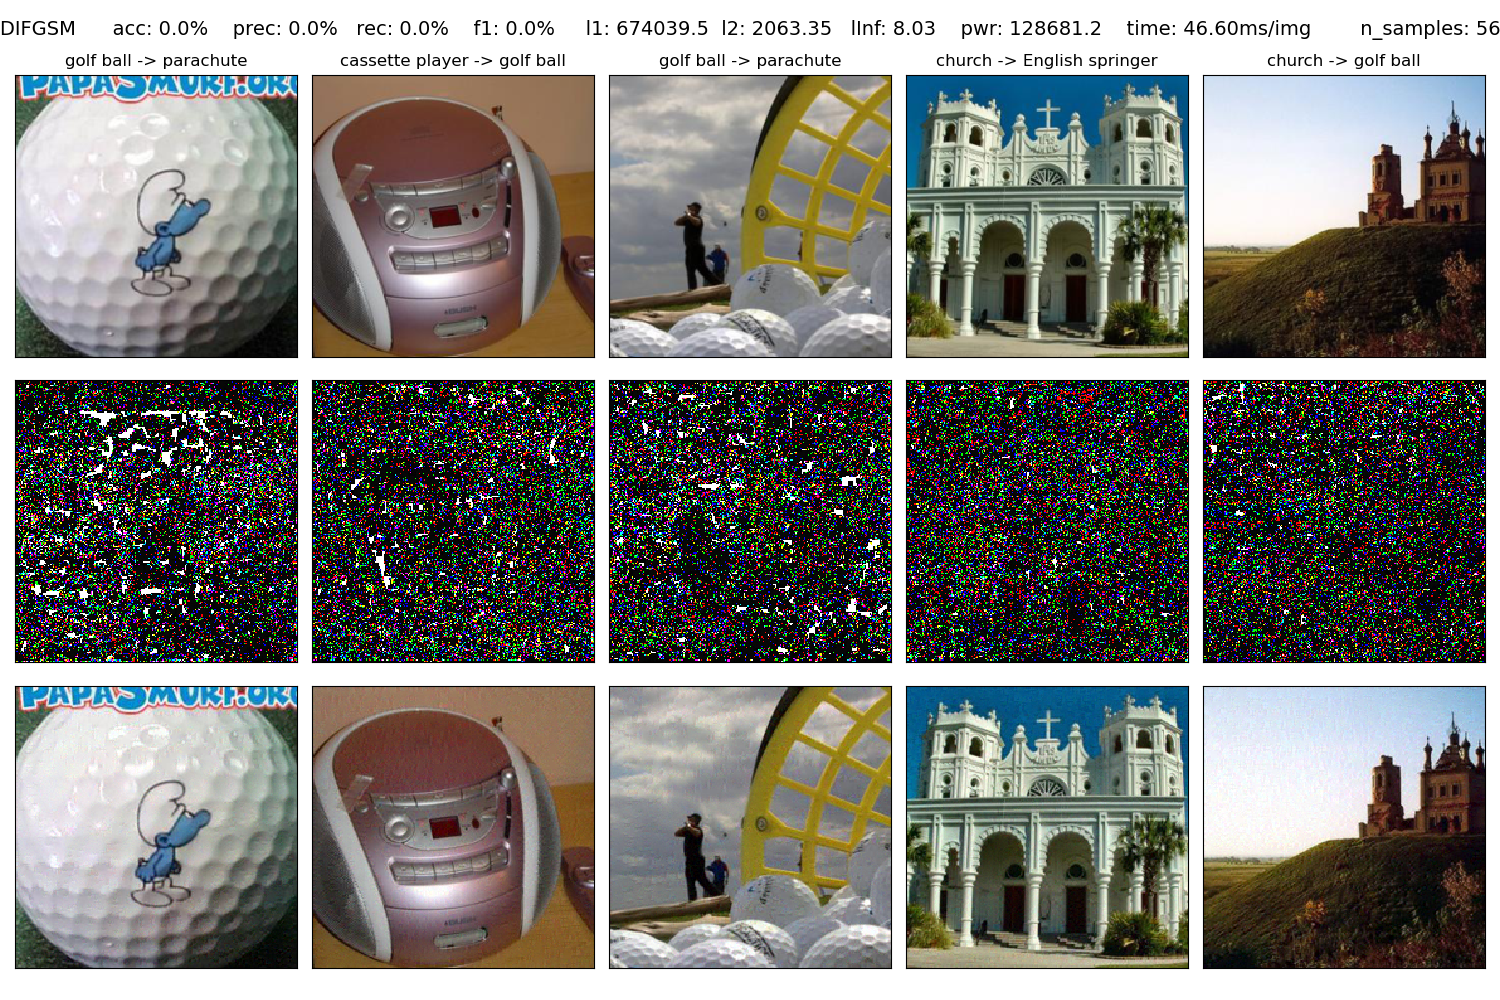 DIFGSM acc: 0.0% prec: 0.0% rec: 0.0% f1: 0.0% l1: 674039.5 l2: 2063.35 lInf: 8.03 pwr: 128681.2 time: 46.60ms/img n_samples: 56
golf ball -> parachute
cassette player -> golf ball
golf ball -> parachute
church -> English springer
church -> golf ball
PAPASMURF.ORG
BUSH
PAPASMURF.ORG
BUSH